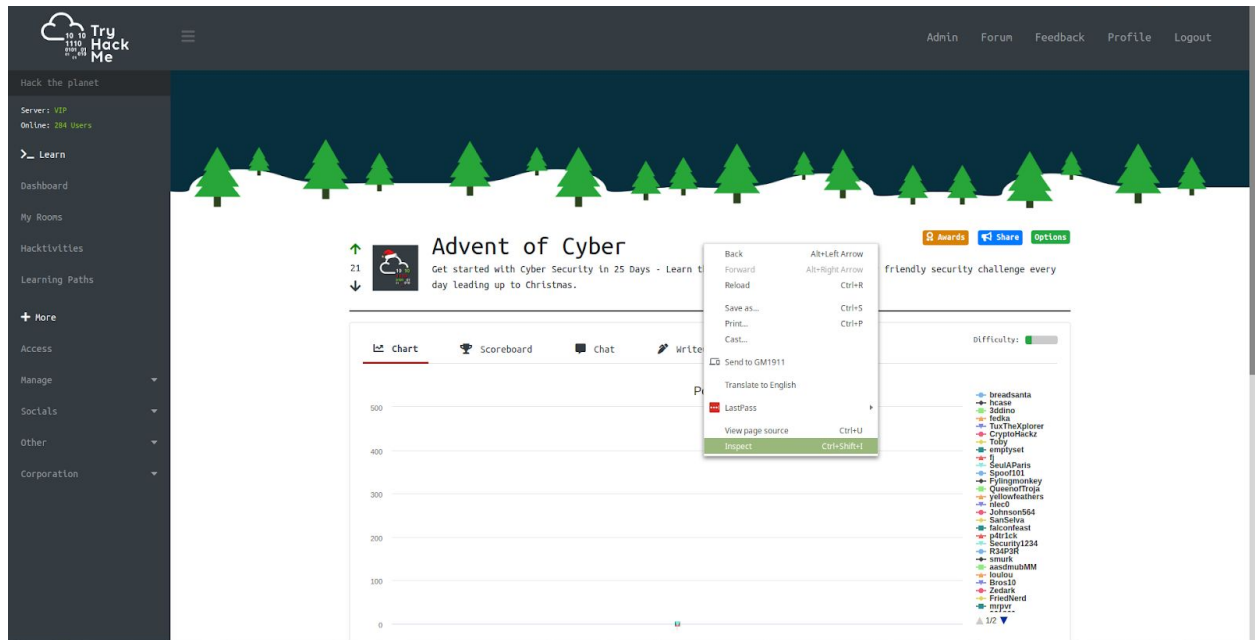 Try
Hack
Me
10 10
1110
0101 01
Admin Forum Feedback Profile Logout
Hack the planet
Server: VIP
Online: 284 Users
>_ Learn
Dashboard
My Rooms
Hacktivities
Learning Paths
+ More
Access
Manage
Socials
Other
Corporation
Awards Share Options
21
Advent of Cyber
Get started with Cyber Security in 25 Days - Learn
friendly security challenge every
day leading up to Christmas.
Back Alt+Left Arrow
Forward Alt+Right Arrow
Reload Ctrl+R
Save as... Ctrl+S
Print... Ctrl+P
Cast...
Send to GM1911
Translate to English
LastPass
View page source Ctrl+U
Inspect Ctrl+Shift+I
Chart Scoreboard Chat
Difficulty:
500
400
300
200
100
0
breadsanta
hcase
3ddino
fedka
TuxTheXplorer
CryptoHackz
Toby
emptyset
fj
SeulAParis
Spoof101
Fylingmonkey
QueenofTroja
yellowfeathers
nlec0
Johnson564
SanSelva
falconfeast
p4tr1ck
Security1234
R34P3R
smurk
aasdmubMM
loulou
Bros10
Zedark
FriedNerd
mrpvr
1/2